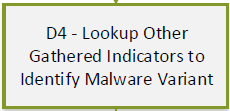 D4 - Lookup Other
Gathered Indicators to
Identify Malware Variant